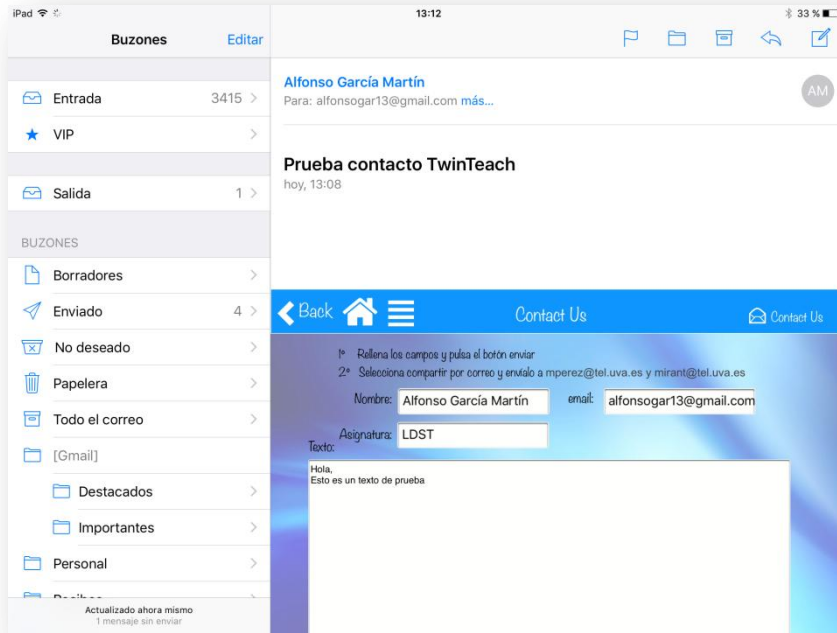 iPad 13:12 33 %
Buzones Editar
Entrada 3415
VIP
Salida 1
BUZONES
Borradores
Enviado 4
No deseado
Papelera
Todo el correo
[Gmail]
Destacados
Importantes
Personal
Actualizado ahora mismo
1 mensaje sin enviar
Alfonso García Martín
Para: alfonsogar13@gmail.com más...
AM
Prueba contacto TwinTeach
hoy, 13:08
Back Contact Us Contact Us
1º Rellena los campos y pulsa el botón enviar
2º Selecciona compartir por correo y envíalo a mperez@tel.uva.es y mirant@tel.uva.es
Nombre: Alfonso García Martín email: alfonsogar13@gmail.com
Asignatura: LDST
Texto:
Hola,
Esto es un texto de prueba